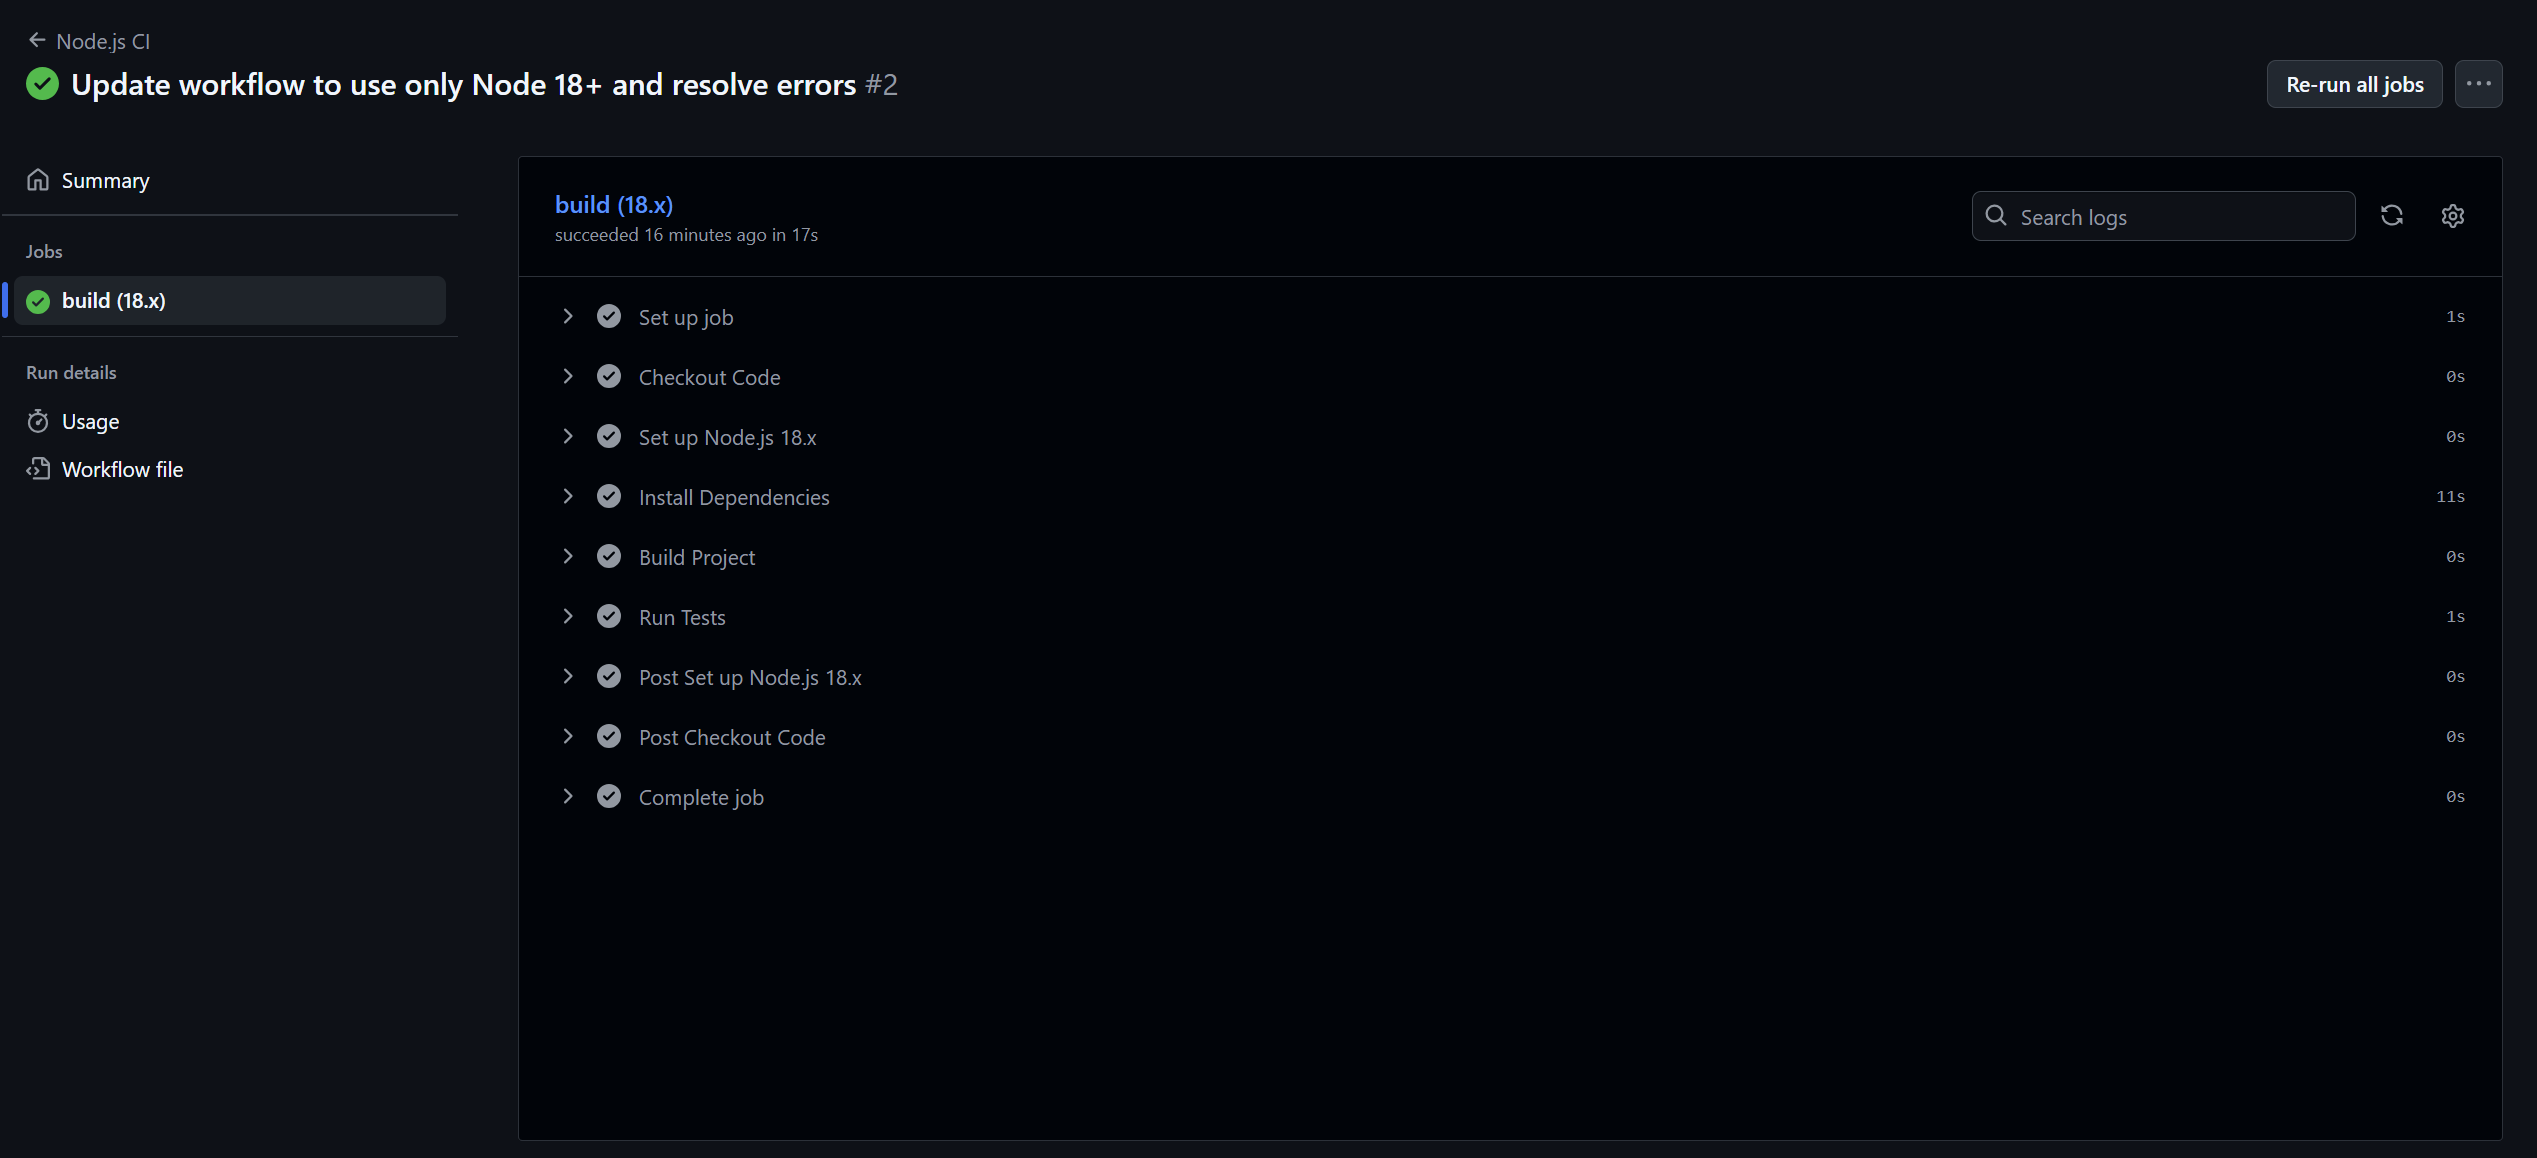 Node.js CI
Update workflow to use only Node 18+ and resolve errors #2
Re-run all jobs
Summary
Jobs
build (18.x)
Run details
Usage
Workflow file
build (18.x)
succeeded 16 minutes ago in 17s
Search logs
Set up job 1s
Checkout Code 0s
Set up Node.js 18.x 0s
Install Dependencies 11s
Build Project 0s
Run Tests 1s
Post Set up Node.js 18.x 0s
Post Checkout Code 0s
Complete job 0s